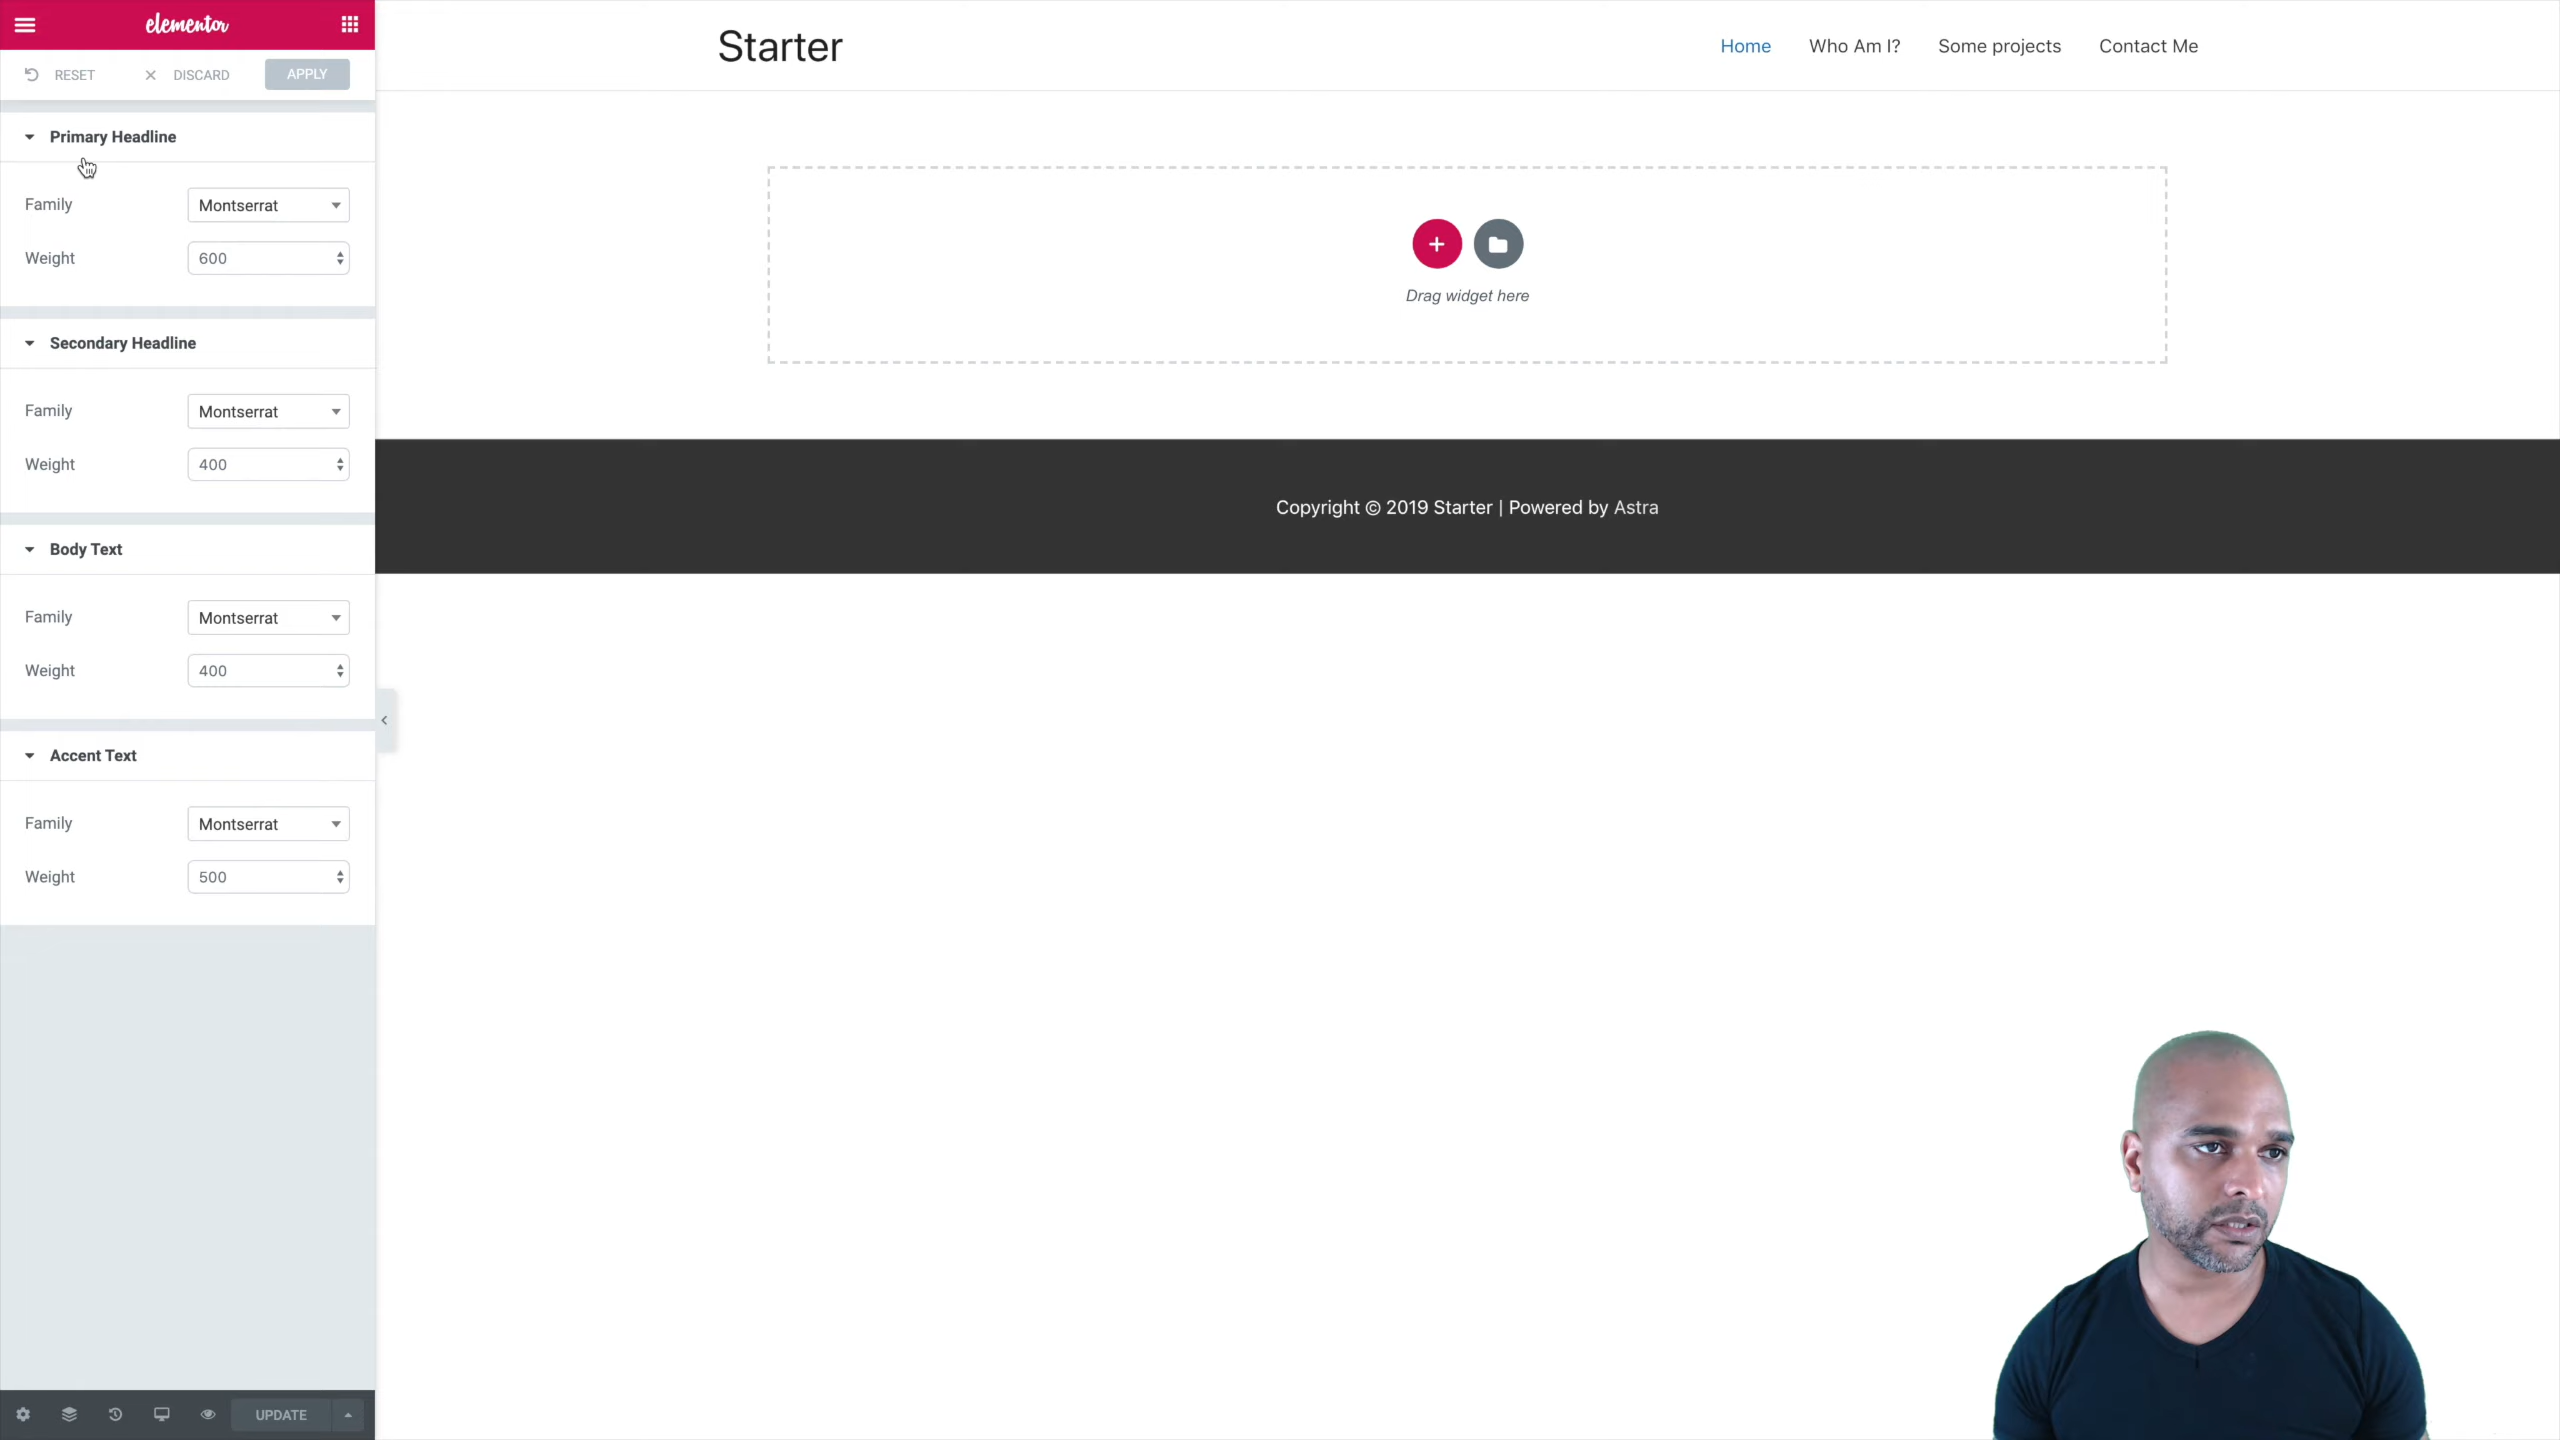 elementor
RESET DISCARD APPLY
Primary Headline
Family Montserrat
Weight 600
Secondary Headline
Family Montserrat
Weight 400
Body Text
Family Montserrat
Weight 400
Accent Text
Family Montserrat
Weight 500
UPDATE
Starter
Home Who Am I? Some projects Contact Me
Drag widget here
Copyright © 2019 Starter | Powered by Astra